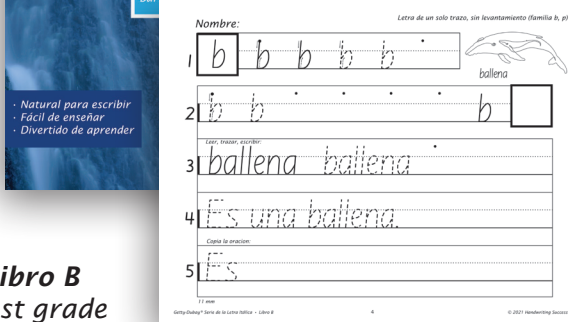 · Natural para escribir
· Fácil de enseñar
· Divertido de aprender
ibro B
st grade
Letra de un solo trazo, sin levantamiento (familia b, p)
Nombre:
1 b b b b b
ballena
2 b b b
Leer, trazar, escribir:
3 ballena ballena
4 Es una ballena.
Copia la oracion:
5 Es
11 mm
Getty-Dubay® Serie de la Letra Itálica • Libro B 4 © 2021 Handwriting Success